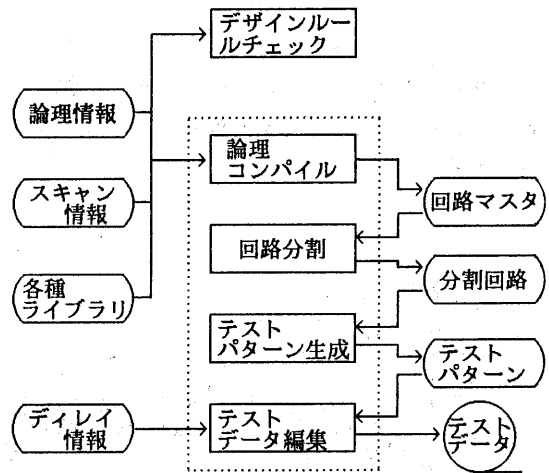 デザインルー
ルチェック
論理情報
論理
コンパイル
スキャン
情報
回路マスタ
回路分割
各種
ライブラリ
分割回路
テスト
パターン生成
テスト
パターン
ディレイ
情報
テスト
データ編集
テスト
データ